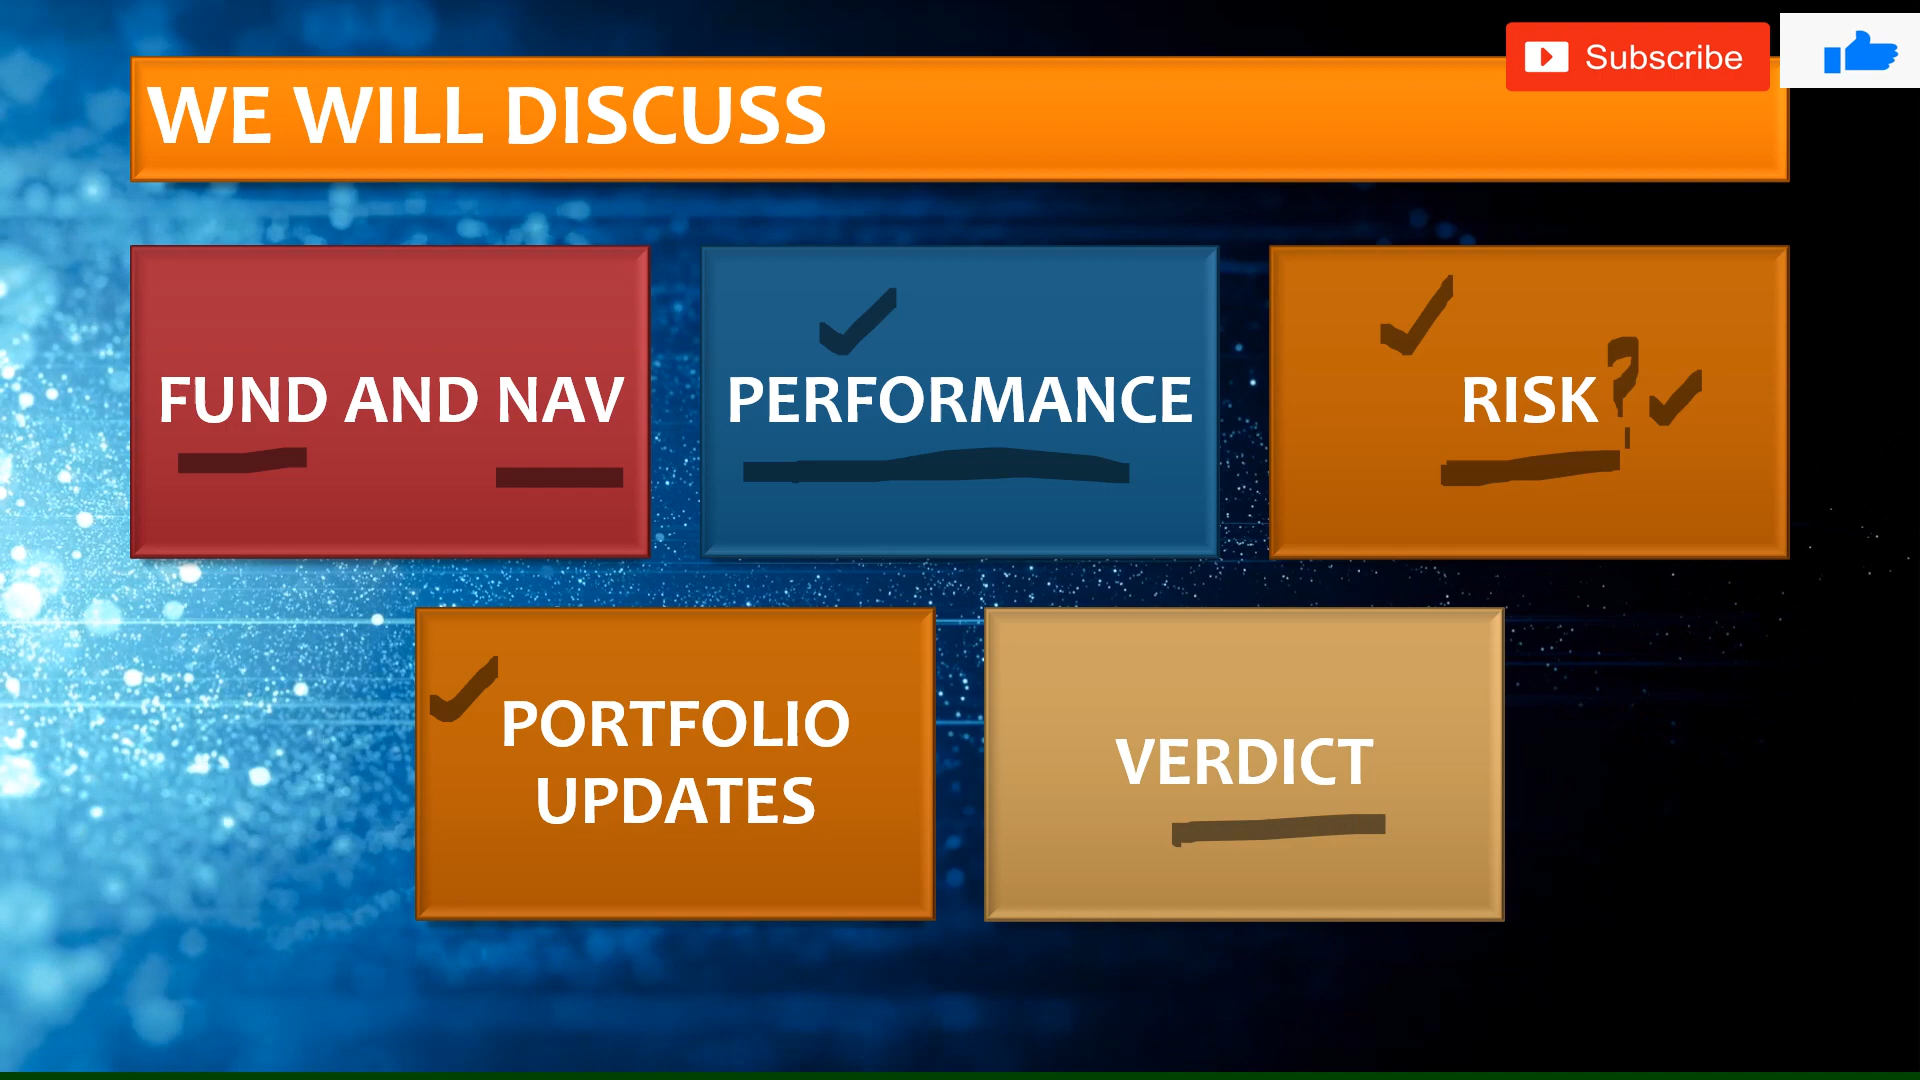 WE WILL DISCUSS
Subscribe
FUND AND NAV
PERFORMANCE
RISK ?
PORTFOLIO
UPDATES
VERDICT